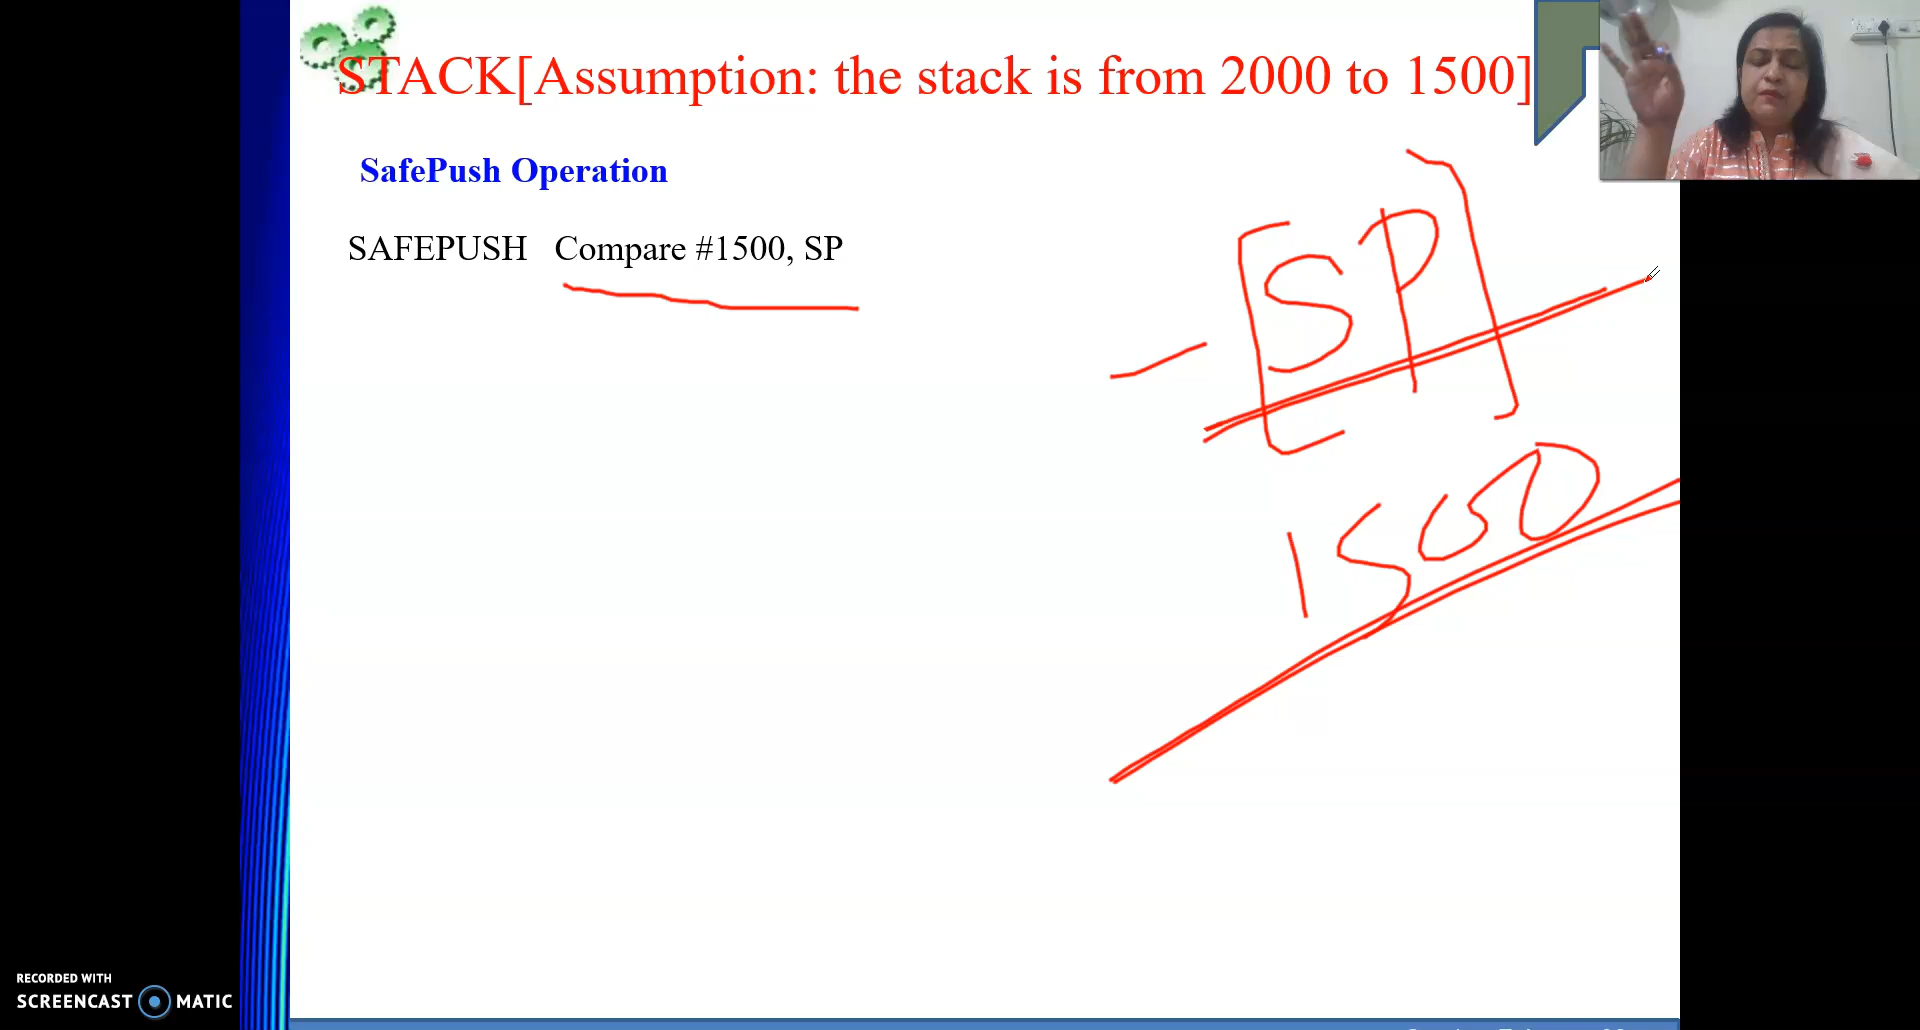 STACK[Assumption: the stack is from 2000 to 1500]
SafePush Operation
SAFEPUSH Compare #1500, SP
[SP]
1500
RECORDED WITH
SCREENCAST MATIC